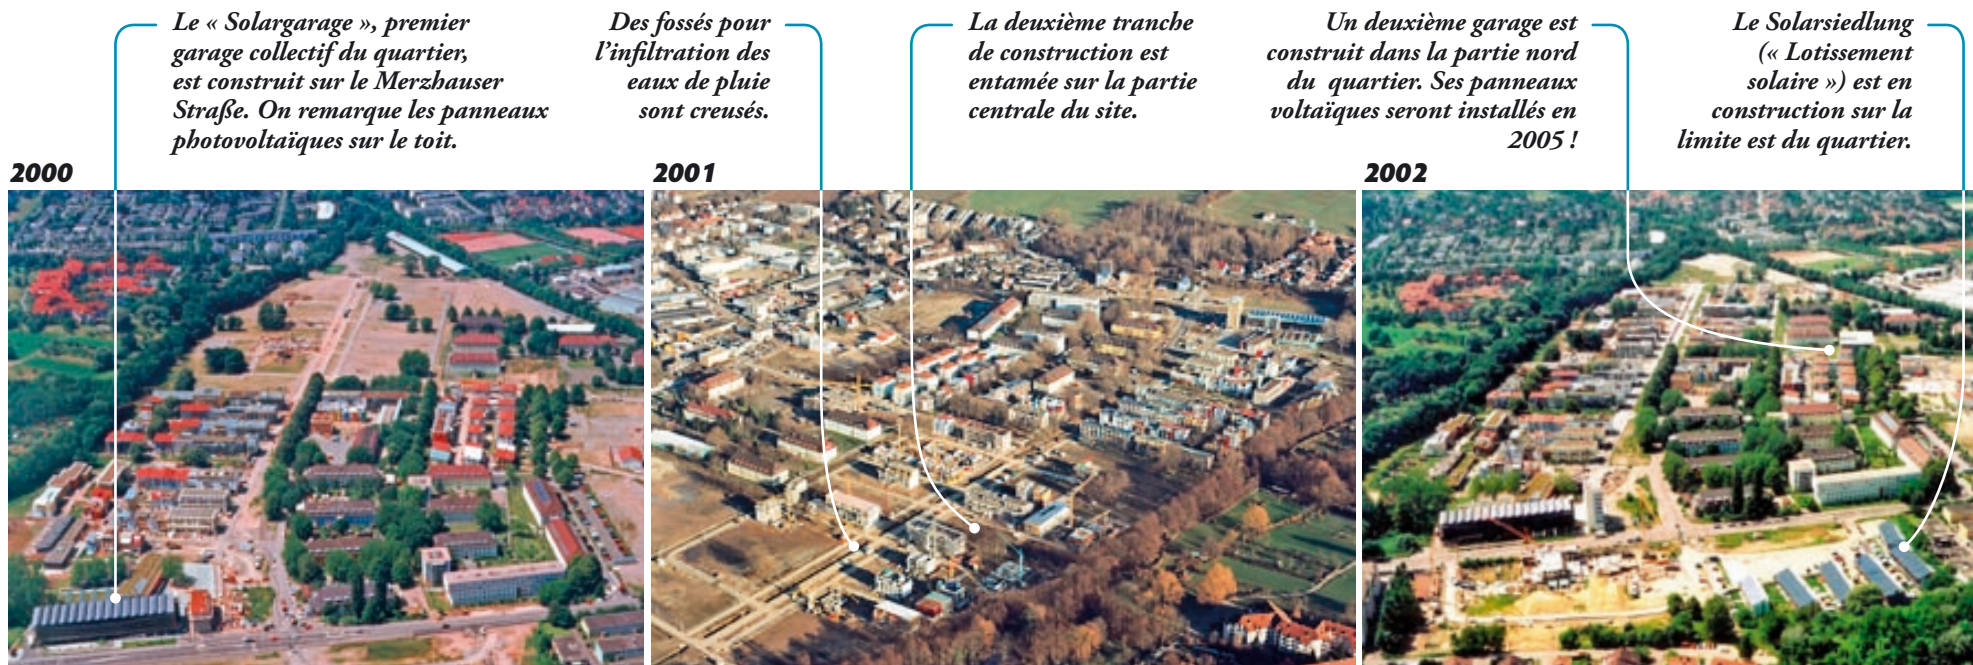 Le « Solargarage », premier
garage collectif du quartier,
est construit sur le Merzhauser
Straße. On remarque les panneaux
photovoltaïques sur le toit.
2000
Des fossés pour
l'infiltration des
eaux de pluie
sont creusés.
La deuxième tranche
de construction est
entamée sur la partie
centrale du site.
2001
Un deuxième garage est
construit dans la partie nord
du quartier. Ses panneaux
voltaïques seront installés en
2005 !
Le Solarsiedlung
(« Lotissement
solaire ») est en
construction sur la
limite est du quartier.
2002